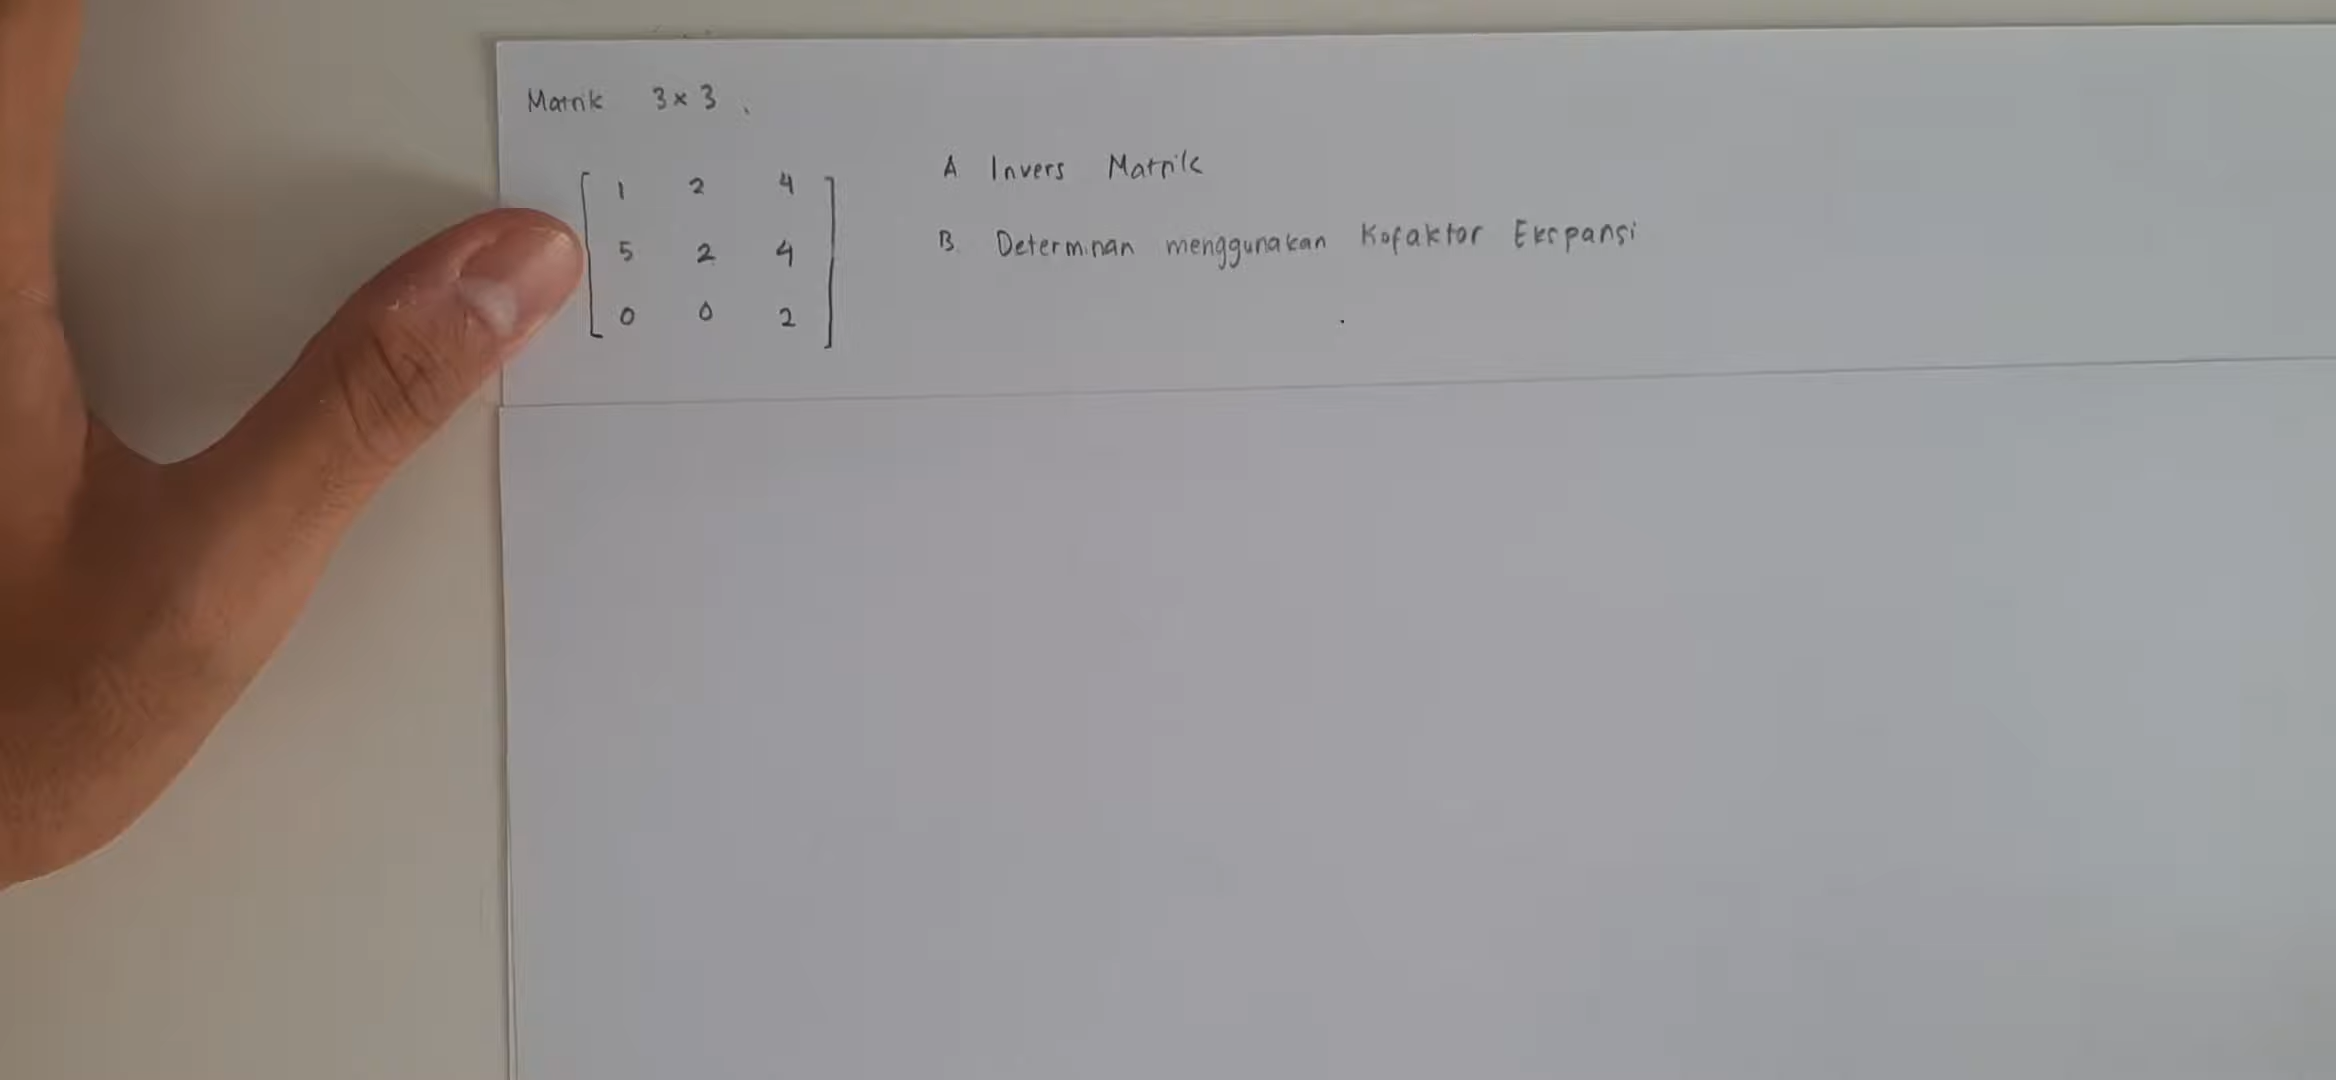 Matrik 3 × 3 .
1 2 4
5 2 4
0 0 2
A Invers Matrik
B. Determinan menggunakan Kofaktor Ekspansi